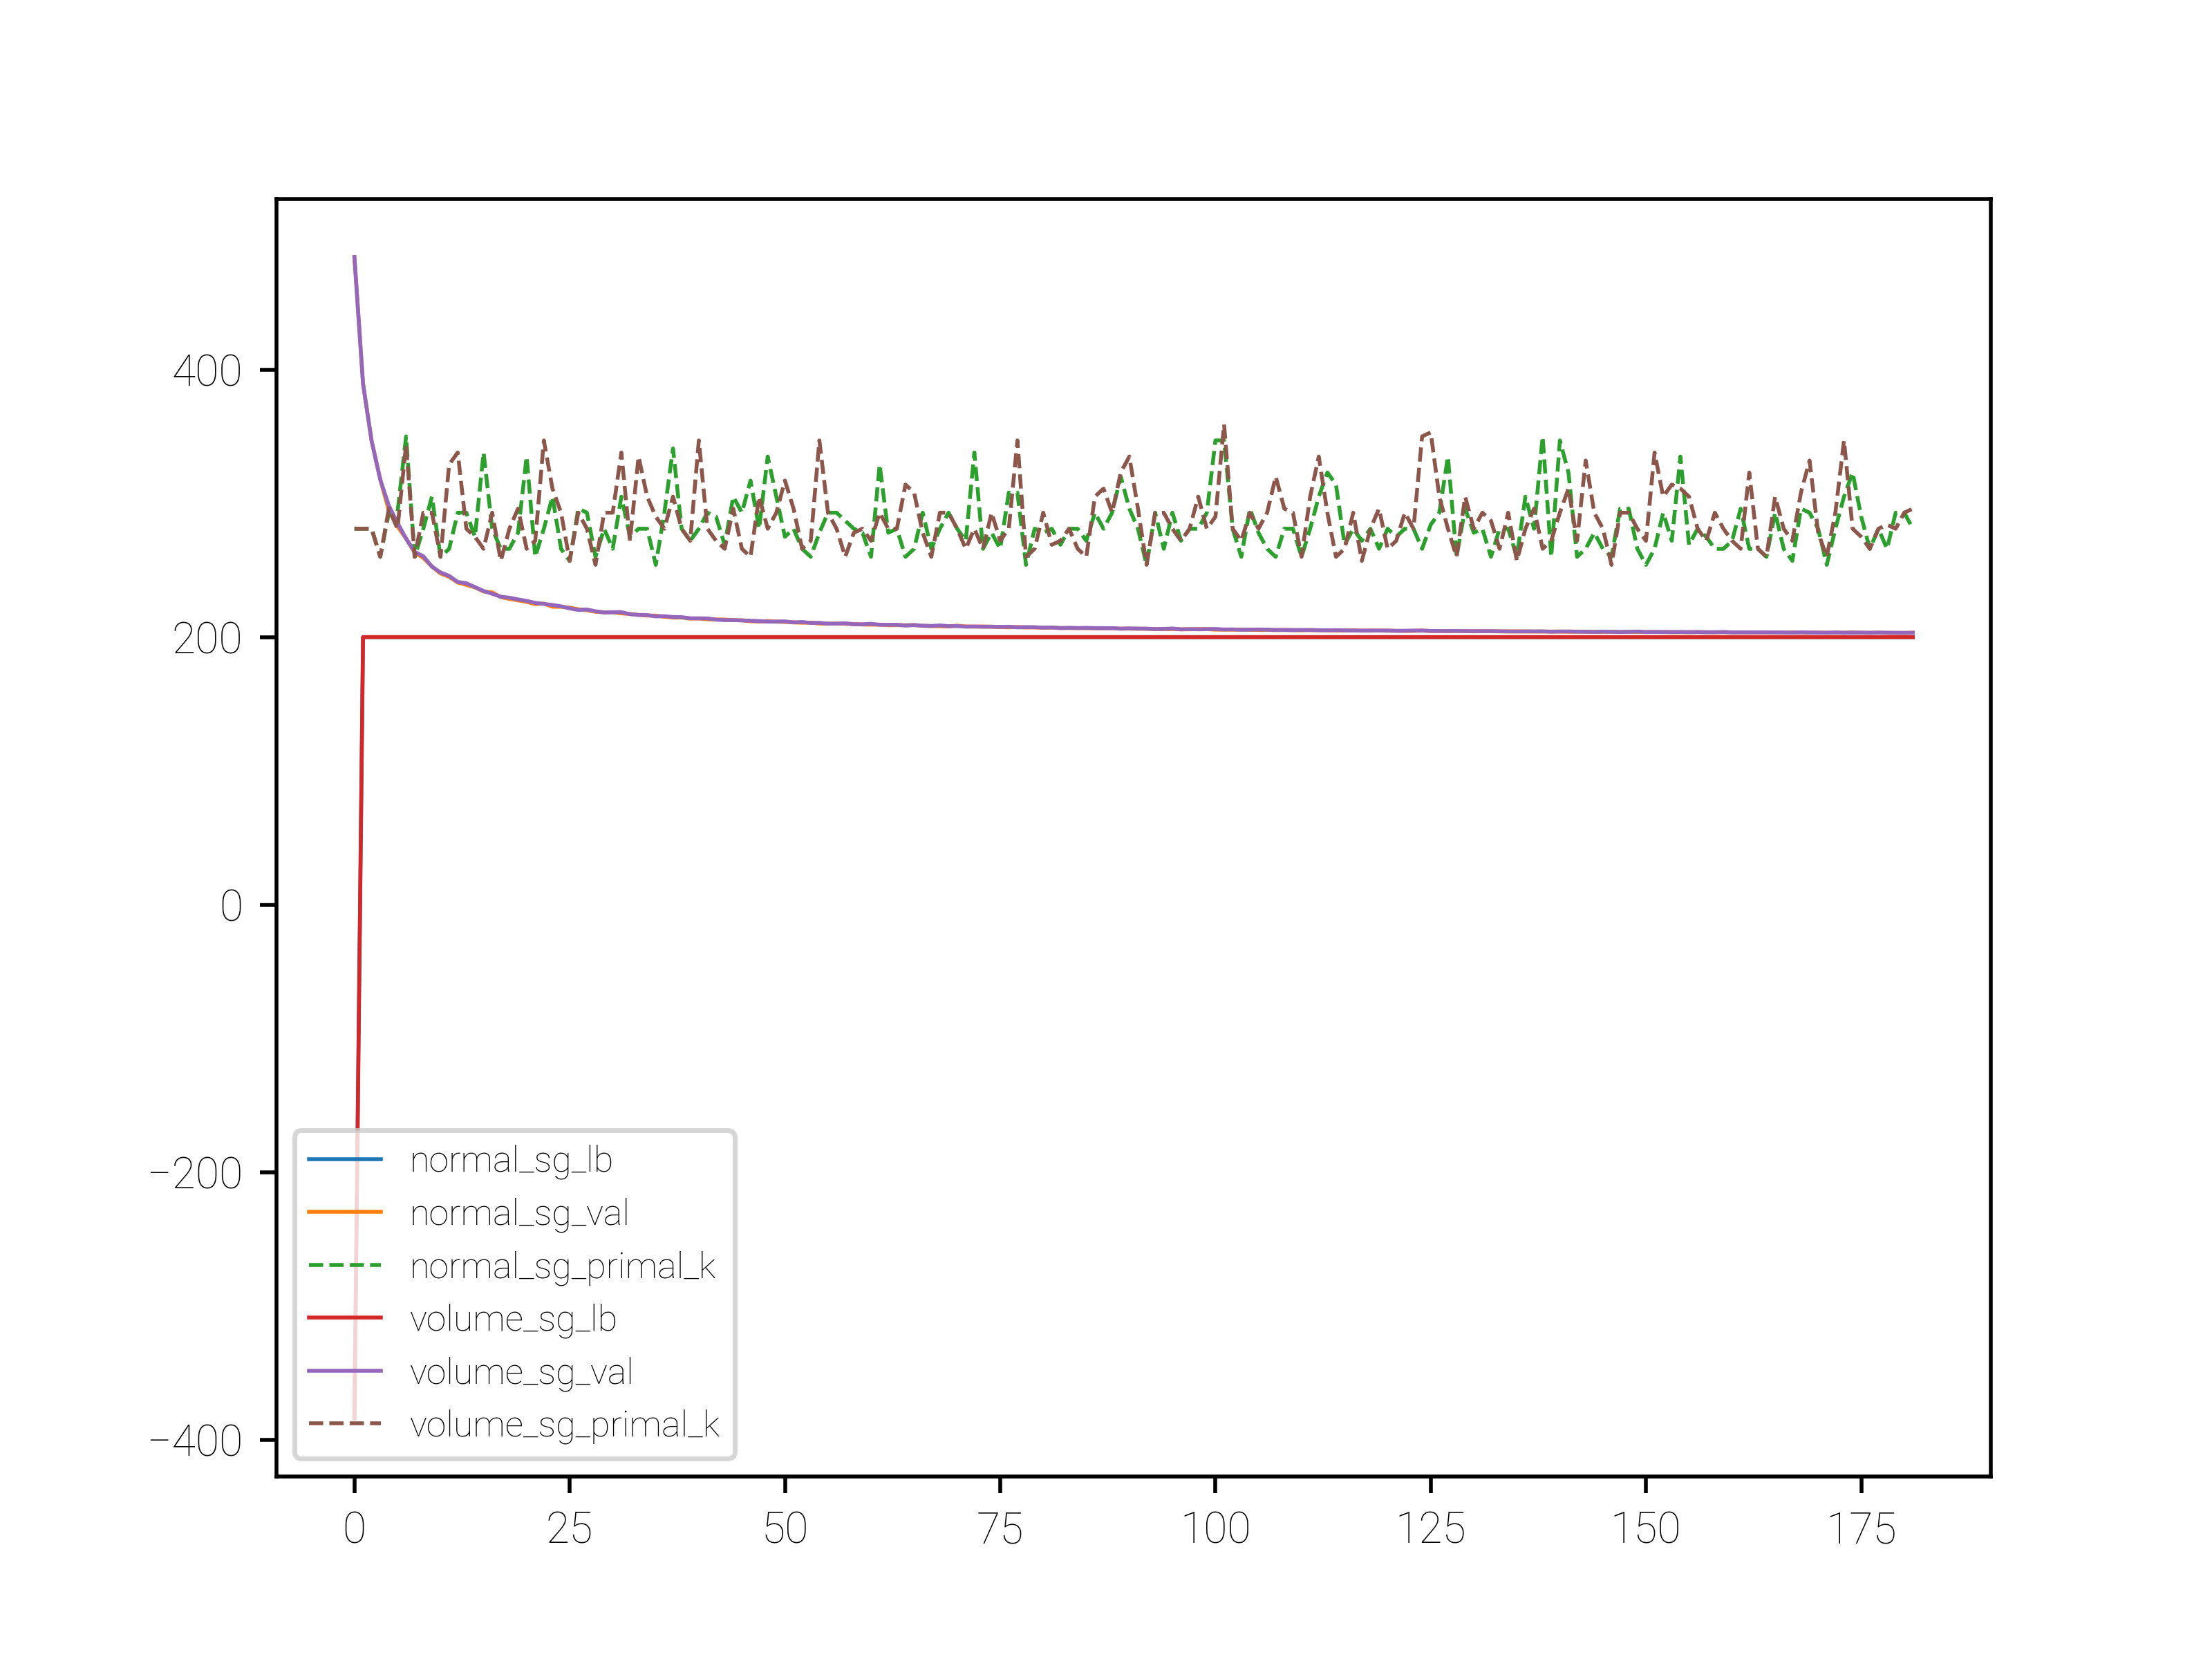 400
200
0
−200
−400
normal_sg_lb
normal_sg_val
normal_sg_primal_k
volume_sg_lb
volume_sg_val
volume_sg_primal_k
0 25 50 75 100 125 150 175